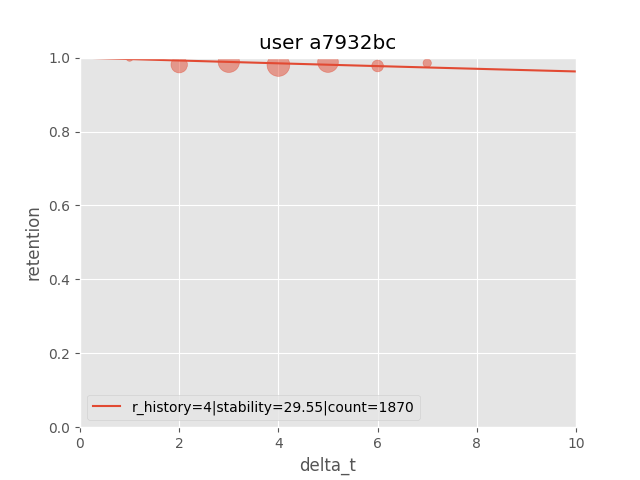 user a7932bc
1.0
0.8
0.6
0.4
0.2
0.0
retention
r_history=4|stability=29.55|count=1870
0 2 4 6 8 10
delta_t